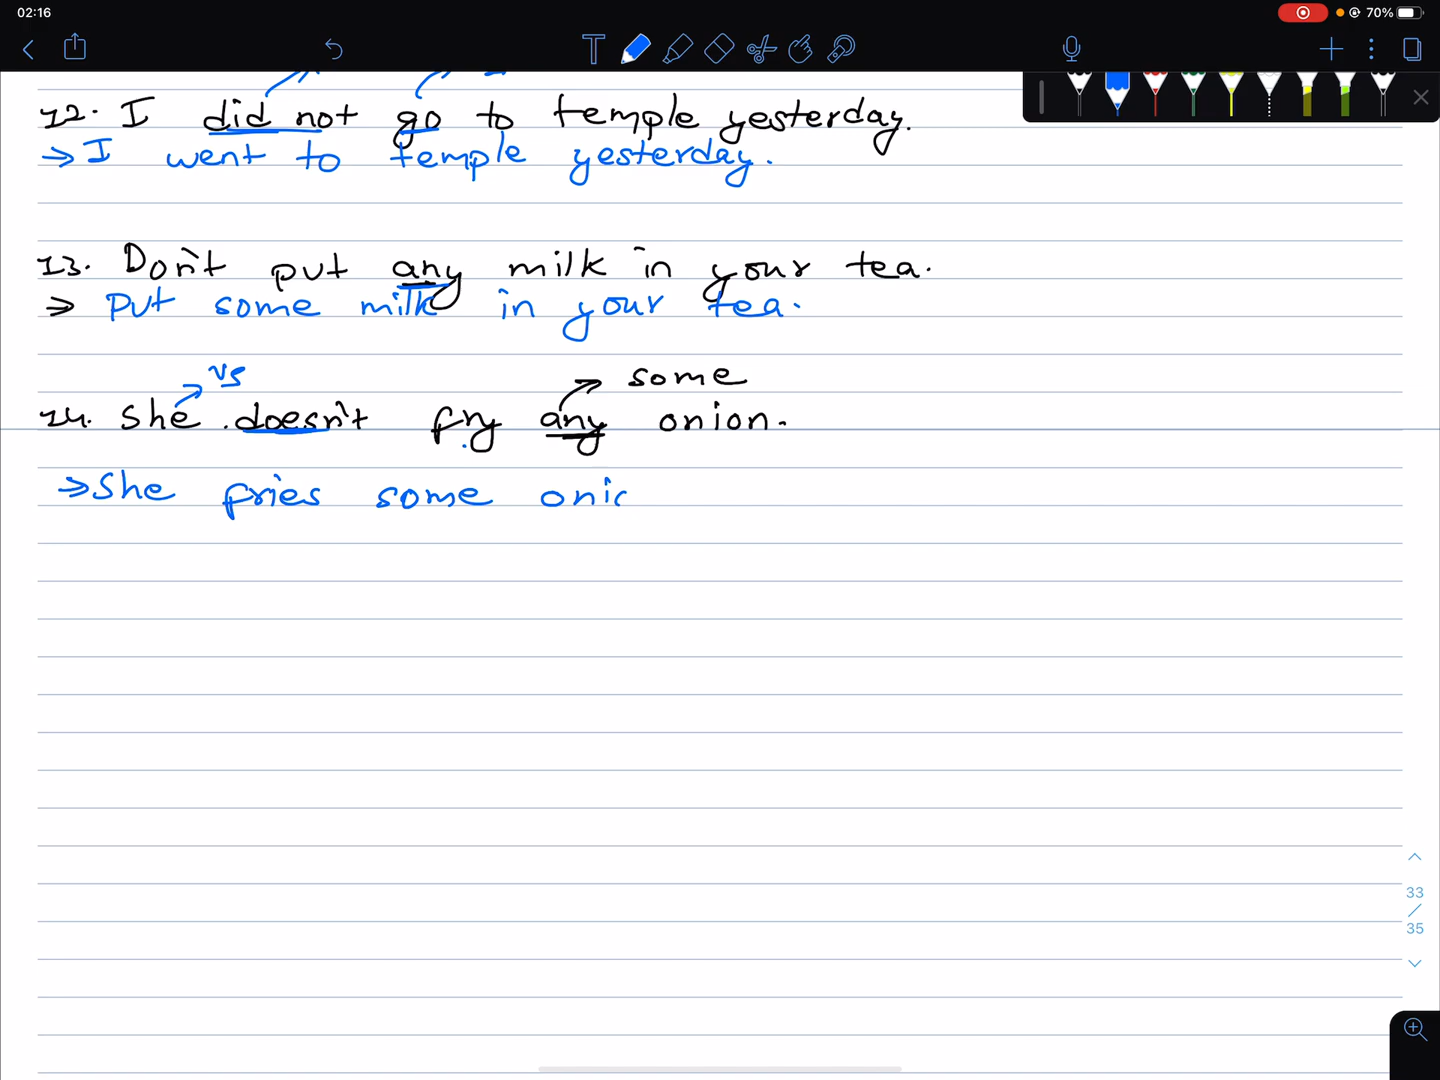 02:16
70%
12. I did not go to temple yesterday.
→ I went to temple yesterday.
13. Don't put any milk in your tea.
⇒ Put some milk in your tea.
V5 some
14. She doesn't fry any onion.
⇒ She fries some onic
33
/
35